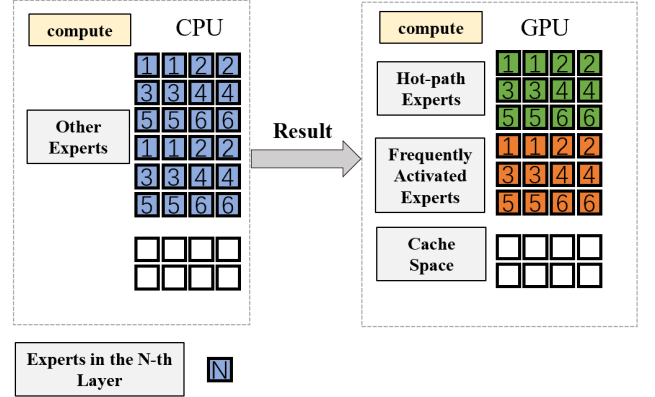 compute
CPU
1 1 2 2
3 3 4 4
5 5 6 6
1 1 2 2
3 3 4 4
5 5 6 6
Other
Experts
Result
compute
GPU
Hot-path
Experts
1 1 2 2
3 3 4 4
5 5 6 6
Frequently
Activated
Experts
1 1 2 2
3 3 4 4
5 5 6 6
Cache
Space
Experts in the N-th
Layer
N